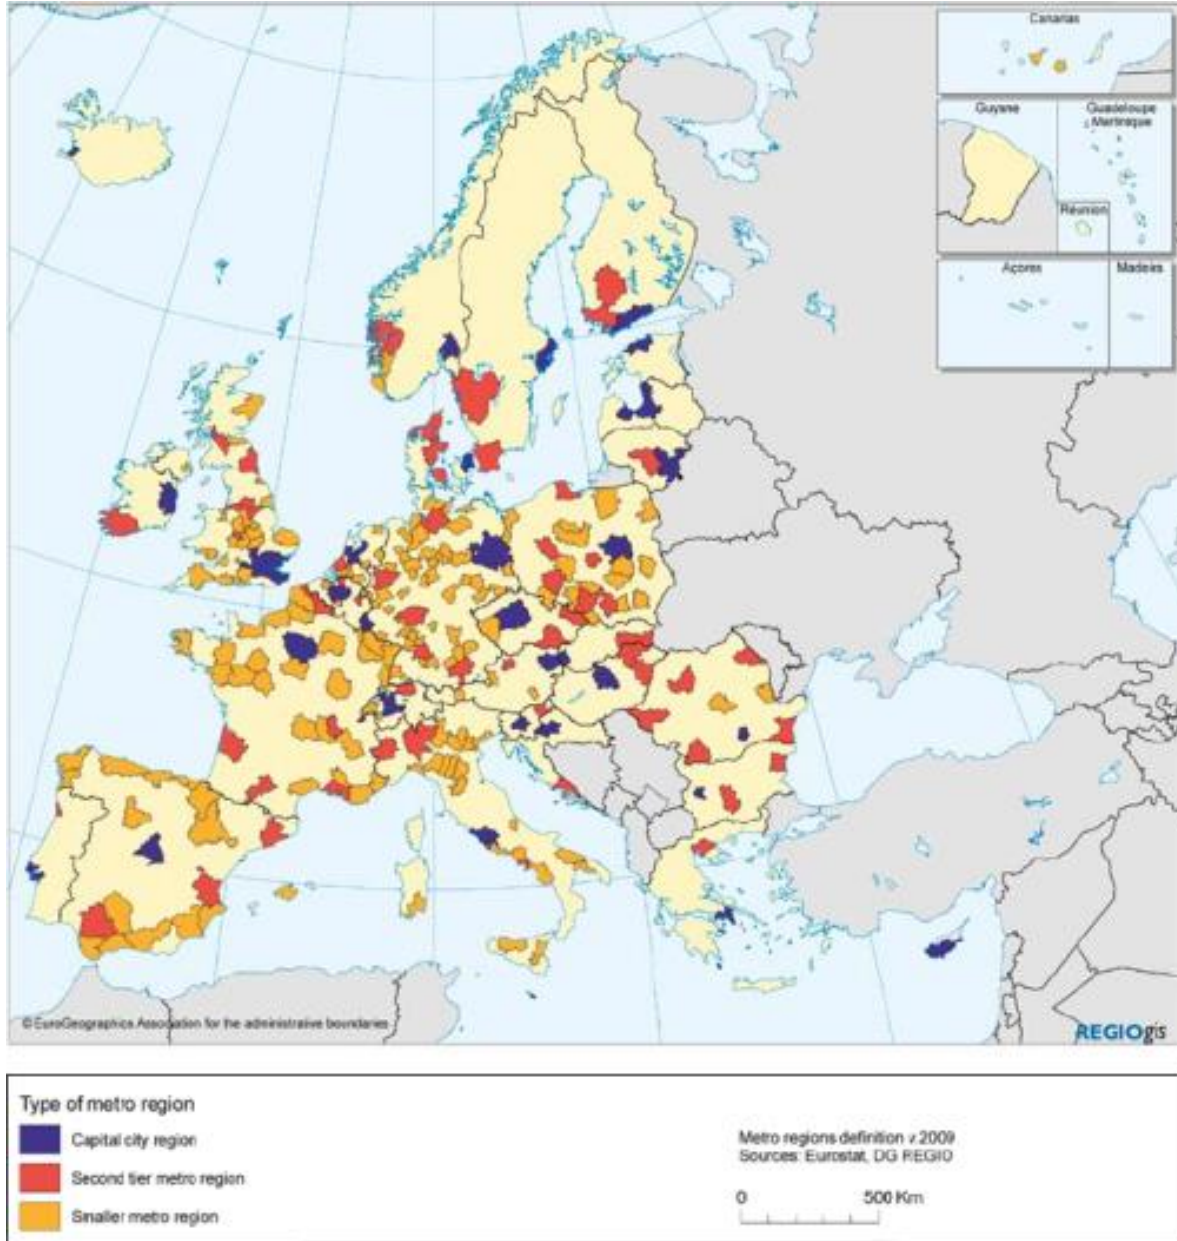 Canarias
Guyane
Guadeloupe
Martinique
Réunion
Açores
Madeira
© EuroGeographics Association for the administrative boundaries
REGIOgis
Type of metro region
Capital city region
Second tier metro region
Smaller metro region
Metro regions definition v.2009
Sources: Eurostat, DG REGIO
0 500 Km